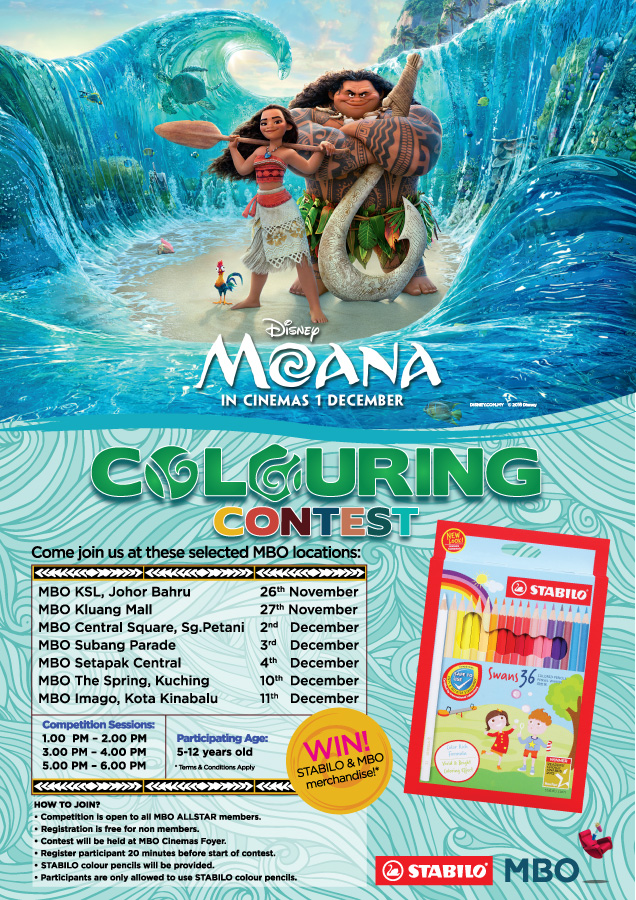 Disney
MOANA
IN CINEMAS 1 DECEMBER
DISNEY.COM.MY © 2016 Disney
COLOURING
CONTEST
Come join us at these selected MBO locations:
MBO KSL, Johor Bahru 26th November
MBO Kluang Mall 27th November
MBO Central Square, Sg.Petani 2nd December
MBO Subang Parade 3rd December
MBO Setapak Central 4th December
MBO The Spring, Kuching 10th December
MBO Imago, Kota Kinabalu 11th December
Competition Sessions:
1.00 PM – 2.00 PM
3.00 PM – 4.00 PM
5.00 PM – 6.00 PM
Participating Age:
5-12 years old
* Terms & Conditions Apply
WIN!
STABILO & MBO
merchandise!*
NEW
LOOK!
STABILO
Swans 36
HOW TO JOIN?
• Competition is open to all MBO ALLSTAR members.
• Registration is free for non members.
• Contest will be held at MBO Cinemas Foyer.
• Register participant 20 minutes before start of contest.
• STABILO colour pencils will be provided.
• Participants are only allowed to use STABILO colour pencils.
STABILO
MBO